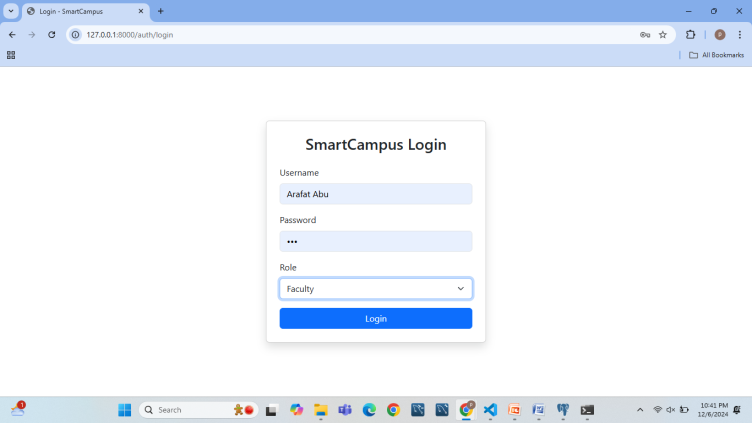 Login - SmartCampus
127.0.0.1:8000/auth/login
All Bookmarks
SmartCampus Login
Username
Arafat Abu
Password
•••
Role
Faculty
Login
1
Search
10:41 PM
12/6/2024